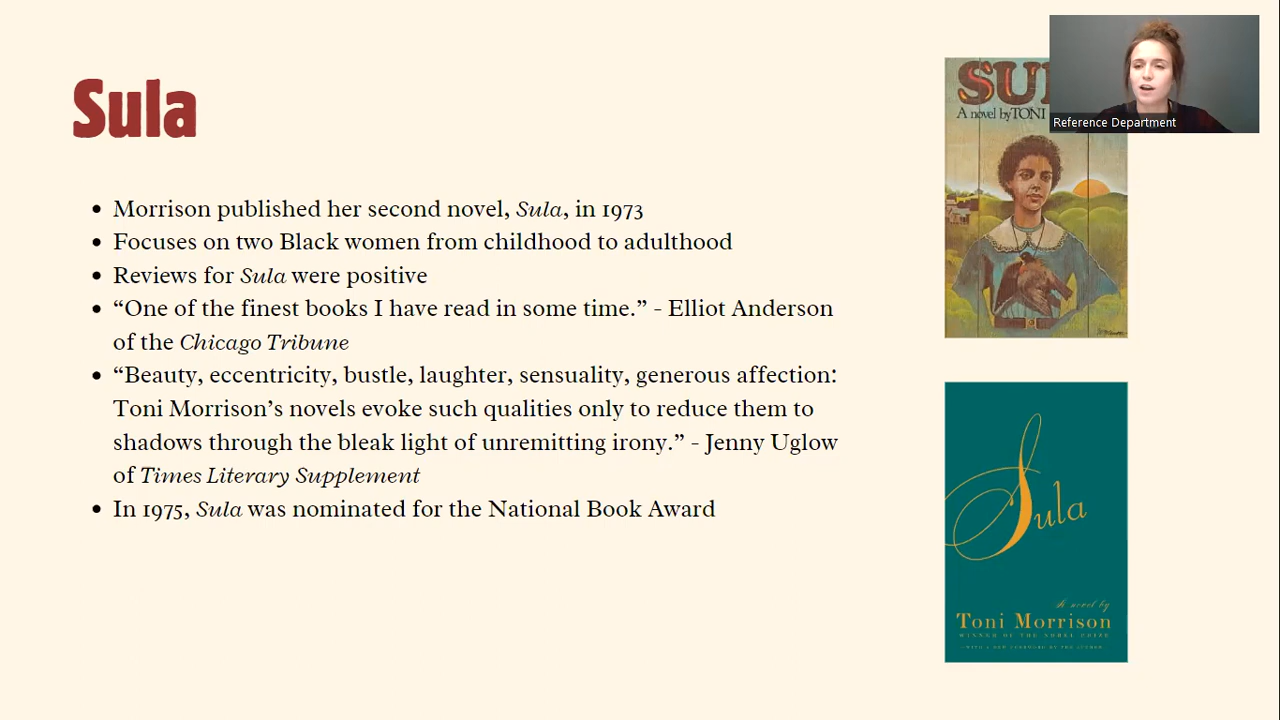 Sula
• Morrison published her second novel, Sula, in 1973
• Focuses on two Black women from childhood to adulthood
• Reviews for Sula were positive
• “One of the finest books I have read in some time.” - Elliot Anderson
of the Chicago Tribune
• “Beauty, eccentricity, bustle, laughter, sensuality, generous affection:
Toni Morrison’s novels evoke such qualities only to reduce them to
shadows through the bleak light of unremitting irony.” - Jenny Uglow
of Times Literary Supplement
• In 1975, Sula was nominated for the National Book Award
SU
A novel by TONI
Reference Department
Sula
A novel by
Toni Morrison
WINNER OF THE NOBEL PRIZE
WITH A NEW FOREWORD BY THE AUTHOR